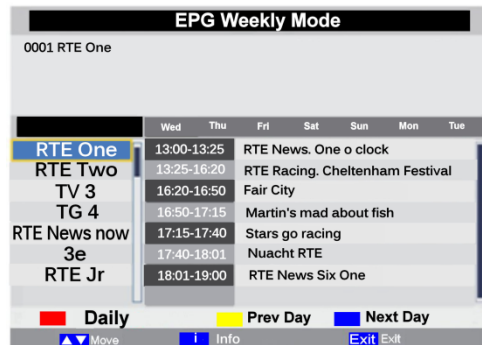 EPG Weekly Mode
0001 RTE One
Wed Thu Fri Sat Sun Mon Tue
RTE One 13:00-13:25 RTE News. One o clock
RTE Two 13:25-16:20 RTE Racing. Cheltenham Festival
TV 3 16:20-16:50 Fair City
TG 4 16:50-17:15 Martin's mad about fish
RTE News now 17:15-17:40 Stars go racing
3e 17:40-18:01 Nuacht RTE
RTE Jr 18:01-19:00 RTE News Six One
Daily Prev Day Next Day
Move i Info Exit Exit